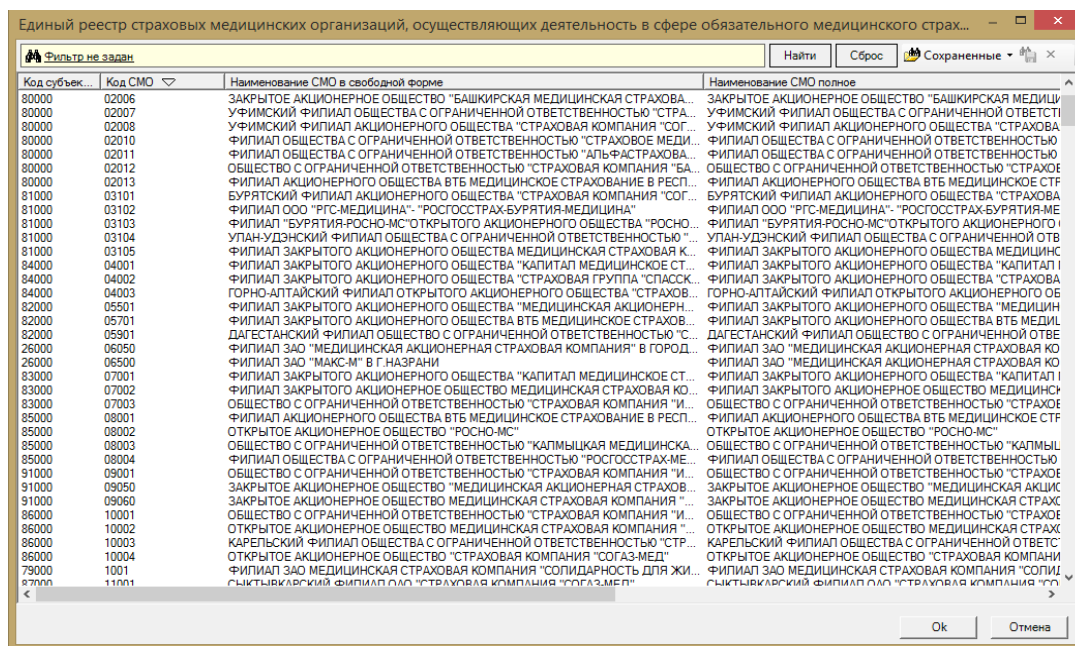 Единый реестр страховых медицинских организаций, осуществляющих деятельность в сфере обязательного медицинского страх...
Фильтр не задан Найти Сброс Сохраненные
Код субъек... Код СМО Наименование СМО в свободной форме Наименование СМО полное
80000 02006 ЗАКРЫТОЕ АКЦИОНЕРНОЕ ОБЩЕСТВО "БАШКИРСКАЯ МЕДИЦИНСКАЯ СТРАХОВА... ЗАКРЫТОЕ АКЦИОНЕРНОЕ ОБЩЕСТВО "БАШКИРСКАЯ МЕДИЦИ
80000 02007 УФИМСКИЙ ФИЛИАЛ ОБЩЕСТВА С ОГРАНИЧЕННОЙ ОТВЕТСТВЕННОСТЬЮ "СТРА... УФИМСКИЙ ФИЛИАЛ ОБЩЕСТВА С ОГРАНИЧЕННОЙ ОТВЕТСТІ
80000 02008 УФИМСКИЙ ФИЛИАЛ АКЦИОНЕРНОГО ОБЩЕСТВА "СТРАХОВАЯ КОМПАНИЯ "СОГ... УФИМСКИЙ ФИЛИАЛ АКЦИОНЕРНОГО ОБЩЕСТВА "СТРАХОВА
80000 02010 ФИЛИАЛ ОБЩЕСТВА С ОГРАНИЧЕННОЙ ОТВЕТСТВЕННОСТЬЮ "СТРАХОВОЕ МЕДИ... ФИЛИАЛ ОБЩЕСТВА С ОГРАНИЧЕННОЙ ОТВЕТСТВЕННОСТЬЮ
80000 02011 ФИЛИАЛ ОБЩЕСТВА С ОГРАНИЧЕННОЙ ОТВЕТСТВЕННОСТЬЮ "АЛЬФАСТРАХОВА... ФИЛИАЛ ОБЩЕСТВА С ОГРАНИЧЕННОЙ ОТВЕТСТВЕННОСТЬЮ
80000 02012 ОБЩЕСТВО С ОГРАНИЧЕННОЙ ОТВЕТСТВЕННОСТЬЮ "СТРАХОВАЯ КОМПАНИЯ "БА... ОБЩЕСТВО С ОГРАНИЧЕННОЙ ОТВЕТСТВЕННОСТЬЮ "СТРАХОВ
80000 02013 ФИЛИАЛ АКЦИОНЕРНОГО ОБЩЕСТВА ВТБ МЕДИЦИНСКОЕ СТРАХОВАНИЕ В РЕСП... ФИЛИАЛ АКЦИОНЕРНОГО ОБЩЕСТВА ВТБ МЕДИЦИНСКОЕ СТР
81000 03101 БУРЯТСКИЙ ФИЛИАЛ АКЦИОНЕРНОГО ОБЩЕСТВА "СТРАХОВАЯ КОМПАНИЯ "СОГ... БУРЯТСКИЙ ФИЛИАЛ АКЦИОНЕРНОГО ОБЩЕСТВА "СТРАХОВА
81000 03102 ФИЛИАЛ ООО "РГС-МЕДИЦИНА"- "РОСГОССТРАХ-БУРЯТИЯ-МЕДИЦИНА" ФИЛИАЛ ООО "РГС-МЕДИЦИНА"- "РОСГОССТРАХ-БУРЯТИЯ-МЕ
81000 03103 ФИЛИАЛ "БУРЯТИЯ-РОСНО-МС"ОТКРЫТОГО АКЦИОНЕРНОГО ОБЩЕСТВА "РОСНО... ФИЛИАЛ "БУРЯТИЯ-РОСНО-МС"ОТКРЫТОГО АКЦИОНЕРНОГО
81000 03104 УЛАН-УДЭНСКИЙ ФИЛИАЛ ОБЩЕСТВА С ОГРАНИЧЕННОЙ ОТВЕТСТВЕННОСТЬЮ "... УЛАН-УДЭНСКИЙ ФИЛИАЛ ОБЩЕСТВА С ОГРАНИЧЕННОЙ ОТВ
81000 03105 ФИЛИАЛ ЗАКРЫТОГО АКЦИОНЕРНОГО ОБЩЕСТВА МЕДИЦИНСКАЯ СТРАХОВАЯ К... ФИЛИАЛ ЗАКРЫТОГО АКЦИОНЕРНОГО ОБЩЕСТВА МЕДИЦИНС
84000 04001 ФИЛИАЛ ЗАКРЫТОГО АКЦИОНЕРНОГО ОБЩЕСТВА "КАПИТАЛ МЕДИЦИНСКОЕ СТ... ФИЛИАЛ ЗАКРЫТОГО АКЦИОНЕРНОГО ОБЩЕСТВА "КАПИТАЛ
84000 04002 ФИЛИАЛ ЗАКРЫТОГО АКЦИОНЕРНОГО ОБЩЕСТВА "СТРАХОВАЯ ГРУППА "СПАССК... ФИЛИАЛ ЗАКРЫТОГО АКЦИОНЕРНОГО ОБЩЕСТВА "СТРАХОВА
84000 04003 ГОРНО-АЛТАЙСКИЙ ФИЛИАЛ ОТКРЫТОГО АКЦИОНЕРНОГО ОБЩЕСТВА "СТРАХОВ... ГОРНО-АЛТАЙСКИЙ ФИЛИАЛ ОТКРЫТОГО АКЦИОНЕРНОГО ОБ
82000 05501 ФИЛИАЛ ЗАКРЫТОГО АКЦИОНЕРНОГО ОБЩЕСТВА "МЕДИЦИНСКАЯ АКЦИОНЕРН... ФИЛИАЛ ЗАКРЫТОГО АКЦИОНЕРНОГО ОБЩЕСТВА "МЕДИЦИН
82000 05701 ФИЛИАЛ ЗАКРЫТОГО АКЦИОНЕРНОГО ОБЩЕСТВА ВТБ МЕДИЦИНСКОЕ СТРАХОВ... ФИЛИАЛ ЗАКРЫТОГО АКЦИОНЕРНОГО ОБЩЕСТВА ВТБ МЕДИЦ
82000 05901 ДАГЕСТАНСКИЙ ФИЛИАЛ ОБЩЕСТВО С ОГРАНИЧЕННОЙ ОТВЕТСТВЕННОСТЬЮ "С... ДАГЕСТАНСКИЙ ФИЛИАЛ ОБЩЕСТВО С ОГРАНИЧЕННОЙ ОТВЕ
26000 06050 ФИЛИАЛ ЗАО "МЕДИЦИНСКАЯ АКЦИОНЕРНАЯ СТРАХОВАЯ КОМПАНИЯ" В ГОРОД... ФИЛИАЛ ЗАО "МЕДИЦИНСКАЯ АКЦИОНЕРНАЯ СТРАХОВАЯ КО
26000 06500 ФИЛИАЛ ЗАО "МАКС-М" В Г.НАЗРАНИ ФИЛИАЛ ЗАО "МЕДИЦИНСКАЯ АКЦИОНЕРНАЯ СТРАХОВАЯ КО
83000 07001 ФИЛИАЛ ЗАКРЫТОГО АКЦИОНЕРНОГО ОБЩЕСТВА "КАПИТАЛ МЕДИЦИНСКОЕ СТ... ФИЛИАЛ ЗАКРЫТОГО АКЦИОНЕРНОГО ОБЩЕСТВА "КАПИТАЛ
83000 07002 ФИЛИАЛ ЗАКРЫТОГО АКЦИОНЕРНОЕ ОБЩЕСТВО МЕДИЦИНСКАЯ СТРАХОВАЯ КО... ФИЛИАЛ ЗАКРЫТОГО АКЦИОНЕРНОЕ ОБЩЕСТВО МЕДИЦИНСК
83000 07003 ОБЩЕСТВО С ОГРАНИЧЕННОЙ ОТВЕТСТВЕННОСТЬЮ "СТРАХОВАЯ КОМПАНИЯ "И... ОБЩЕСТВО С ОГРАНИЧЕННОЙ ОТВЕТСТВЕННОСТЬЮ "СТРАХОВ
85000 08001 ФИЛИАЛ АКЦИОНЕРНОГО ОБЩЕСТВА ВТБ МЕДИЦИНСКОЕ СТРАХОВАНИЕ В РЕСП... ФИЛИАЛ АКЦИОНЕРНОГО ОБЩЕСТВА ВТБ МЕДИЦИНСКОЕ СТР
85000 08002 ОТКРЫТОЕ АКЦИОНЕРНОЕ ОБЩЕСТВО "РОСНО-МС" ОТКРЫТОЕ АКЦИОНЕРНОЕ ОБЩЕСТВО "РОСНО-МС"
85000 08003 ОБЩЕСТВО С ОГРАНИЧЕННОЙ ОТВЕТСТВЕННОСТЬЮ "КАЛМЫЦКАЯ МЕДИЦИНСКА... ОБЩЕСТВО С ОГРАНИЧЕННОЙ ОТВЕТСТВЕННОСТЬЮ "КАЛМЫЦ
85000 08004 ФИЛИАЛ ОБЩЕСТВА С ОГРАНИЧЕННОЙ ОТВЕТСТВЕННОСТЬЮ "РОСГОССТРАХ-МЕ... ФИЛИАЛ ОБЩЕСТВА С ОГРАНИЧЕННОЙ ОТВЕТСТВЕННОСТЬЮ
91000 09001 ОБЩЕСТВО С ОГРАНИЧЕННОЙ ОТВЕТСТВЕННОСТЬЮ "СТРАХОВАЯ КОМПАНИЯ "И... ОБЩЕСТВО С ОГРАНИЧЕННОЙ ОТВЕТСТВЕННОСТЬЮ "СТРАХОВ
91000 09050 ЗАКРЫТОЕ АКЦИОНЕРНОЕ ОБЩЕСТВО "МЕДИЦИНСКАЯ АКЦИОНЕРНАЯ СТРАХОВ... ЗАКРЫТОЕ АКЦИОНЕРНОЕ ОБЩЕСТВО "МЕДИЦИНСКАЯ АКЦИО
91000 09060 ЗАКРЫТОЕ АКЦИОНЕРНОЕ ОБЩЕСТВО МЕДИЦИНСКАЯ СТРАХОВАЯ КОМПАНИЯ "... ЗАКРЫТОЕ АКЦИОНЕРНОЕ ОБЩЕСТВО МЕДИЦИНСКАЯ СТРАХО
86000 10001 ОБЩЕСТВО С ОГРАНИЧЕННОЙ ОТВЕТСТВЕННОСТЬЮ "СТРАХОВАЯ КОМПАНИЯ "И... ОБЩЕСТВО С ОГРАНИЧЕННОЙ ОТВЕТСТВЕННОСТЬЮ "СТРАХОВ
86000 10002 ОТКРЫТОЕ АКЦИОНЕРНОЕ ОБЩЕСТВО МЕДИЦИНСКАЯ СТРАХОВАЯ КОМПАНИЯ "... ОТКРЫТОЕ АКЦИОНЕРНОЕ ОБЩЕСТВО МЕДИЦИНСКАЯ СТРАХО
86000 10003 КАРЕЛЬСКИЙ ФИЛИАЛ ОБЩЕСТВА С ОГРАНИЧЕННОЙ ОТВЕТСТВЕННОСТЬЮ "СТР... КАРЕЛЬСКИЙ ФИЛИАЛ ОБЩЕСТВА С ОГРАНИЧЕННОЙ ОТВЕТС
86000 10004 ОТКРЫТОЕ АКЦИОНЕРНОЕ ОБЩЕСТВО "СТРАХОВАЯ КОМПАНИЯ "СОГАЗ-МЕД" ОТКРЫТОЕ АКЦИОНЕРНОЕ ОБЩЕСТВО "СТРАХОВАЯ КОМПАНИ
79000 1001 ФИЛИАЛ ЗАО МЕДИЦИНСКАЯ СТРАХОВАЯ КОМПАНИЯ "СОЛИДАРНОСТЬ ДЛЯ ЖИ... ФИЛИАЛ ЗАО МЕДИЦИНСКАЯ СТРАХОВАЯ КОМПАНИЯ "СОЛИД
87000 11001 СЫКТЫВКАРСКИЙ ФИЛИАЛ ОАО "СТРАХОВАЯ КОМПАНИЯ "СОГАЗ-МЕД" СЫКТЫВКАРСКИЙ ФИЛИАЛ ОАО "СТРАХОВАЯ КОМПАНИЯ "СО
Ok Отмена